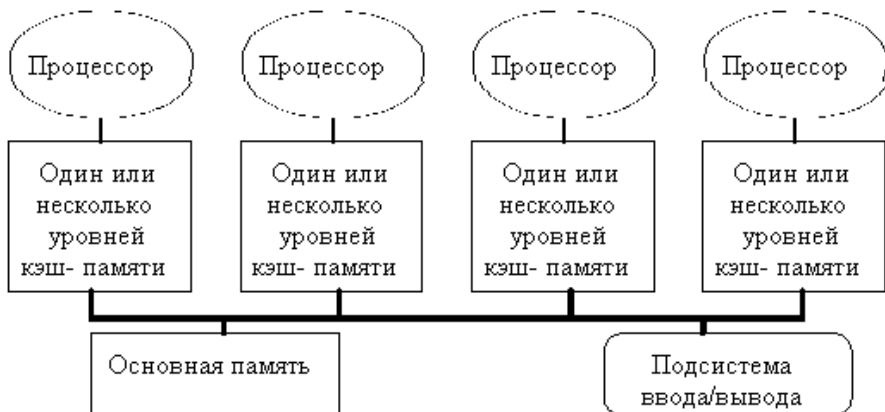 Процессор
Процессор
Процессор
Процессор
Один или
несколько
уровней
кэш- памяти
Один или
несколько
уровней
кэш- памяти
Один или
несколько
уровней
кэш- памяти
Один или
несколько
уровней
кэш- памяти
Основная память
Подсистема
ввода/вывода